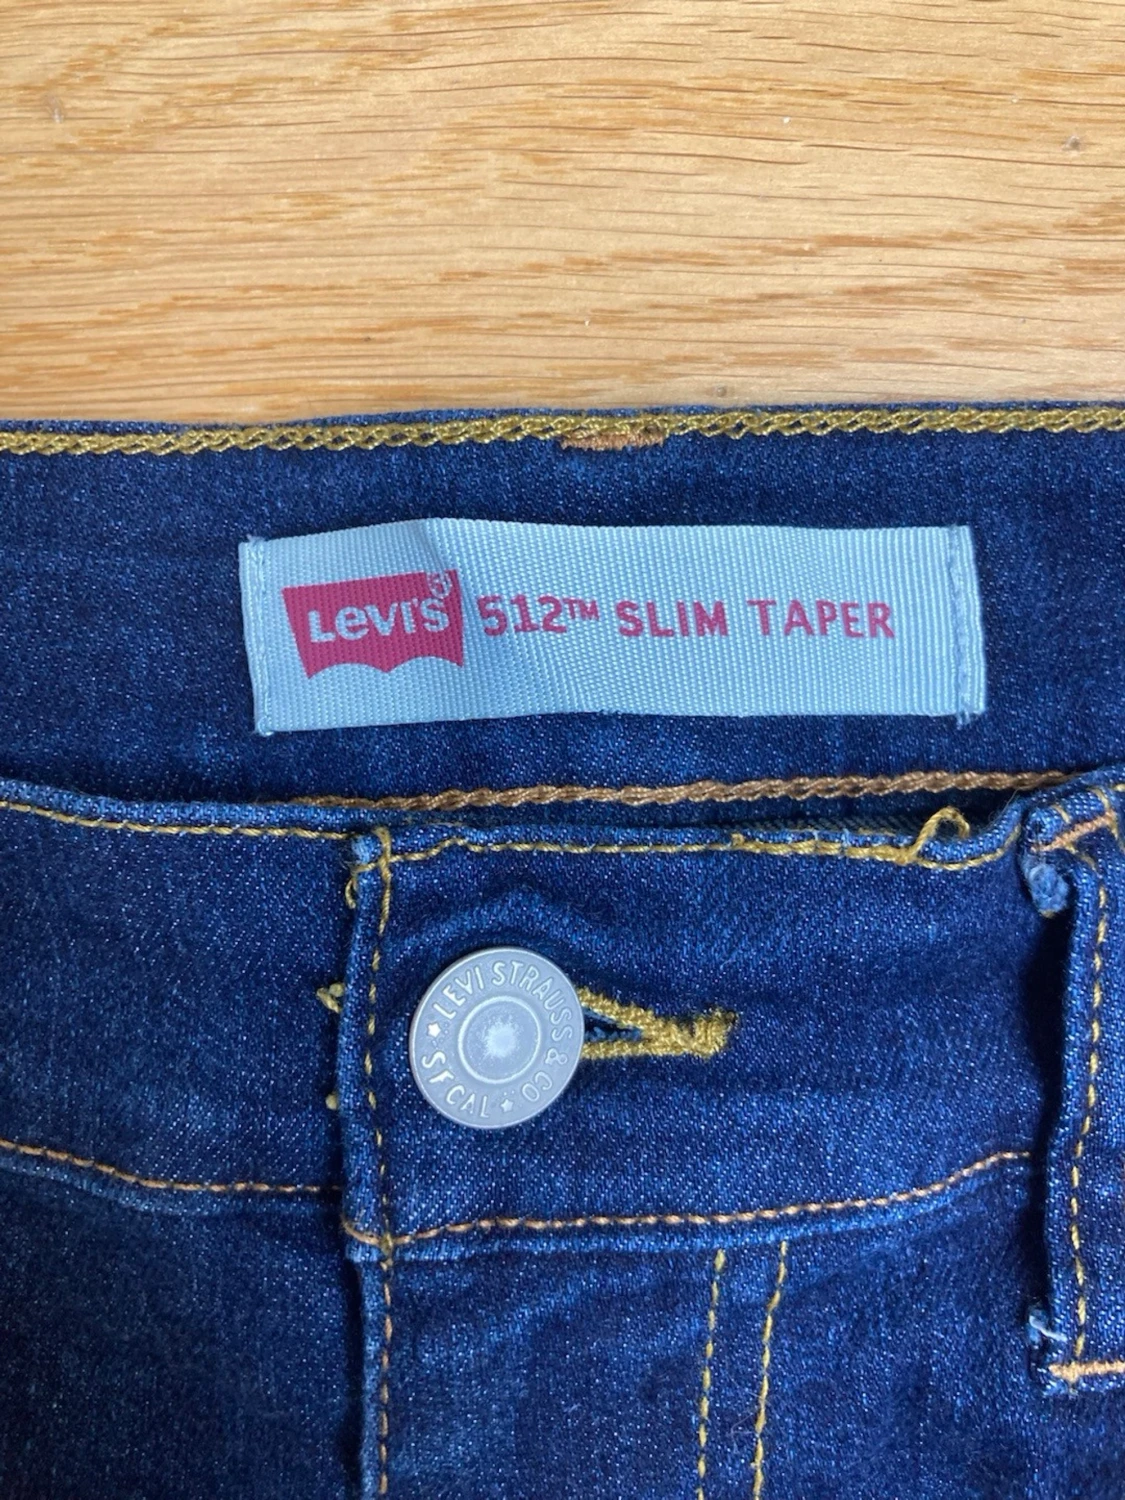 Levi's® 512™ SLIM TAPER
LEVI STRAUSS & CO
S F CAL